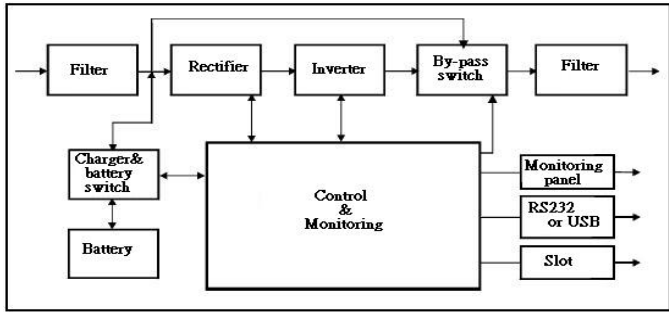 Filter
Rectifier
Inverter
By-pass
switch
Filter
Charger&
battery
switch
Battery
Control
&
Monitoring
Monitoring
panel
RS232
or USB
Slot